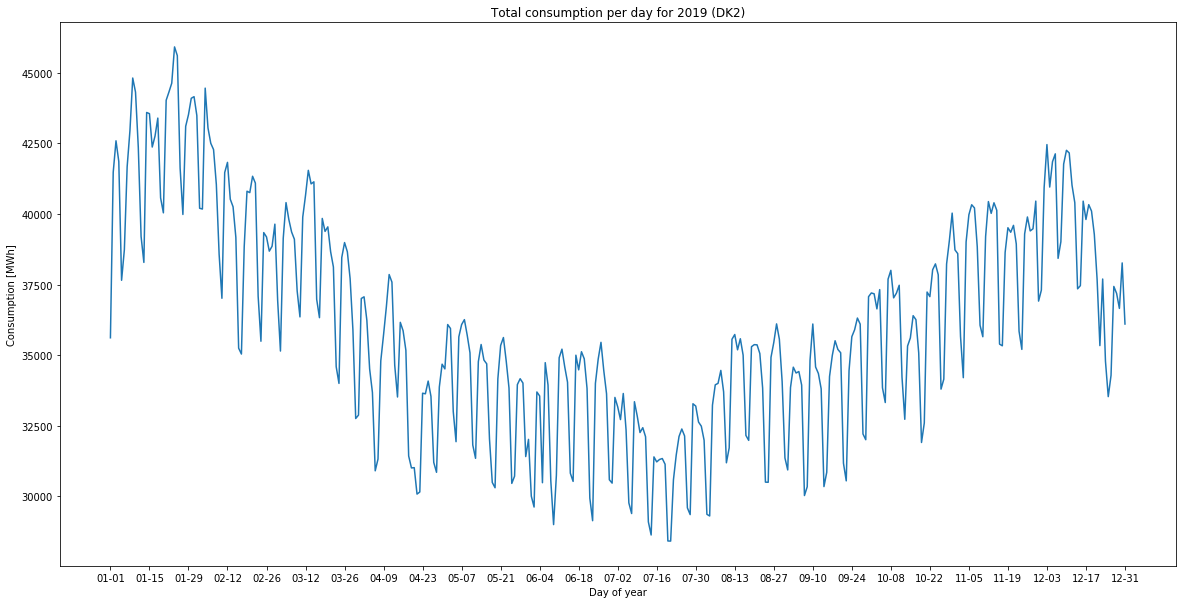 Total consumption per day for 2019 (DK2)
Consumption [MWh]
45000
42500
40000
37500
35000
32500
30000
01-01 01-15 01-29 02-12 02-26 03-12 03-26 04-09 04-23 05-07 05-21 06-04 06-18 07-02 07-16 07-30 08-13 08-27 09-10 09-24 10-08 10-22 11-05 11-19 12-03 12-17 12-31
Day of year